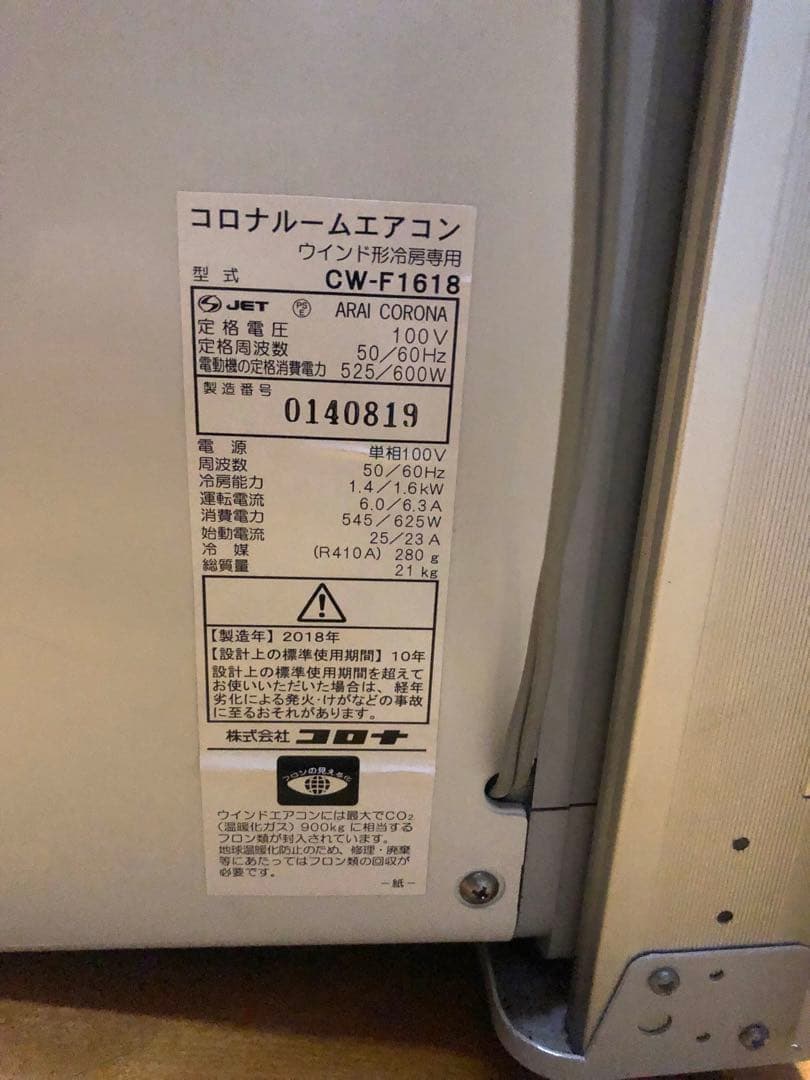 コロナルームエアコン
ウインド形冷房専用
型式 CW-F1618
JET PSE ARAI CORONA
定格電圧 100V
定格周波数 50/60Hz
電動機の定格消費電力 525/600W
製造番号
0140819
電源 単相100V
周波数 50/60Hz
冷房能力 1.4/1.6kW
運転電流 6.0/6.3A
消費電力 545/625W
始動電流 25/23A
冷媒 (R410A) 280g
総質量 21kg
【製造年】2018年
【設計上の標準使用期間】10年
設計上の標準使用期間を超えて
お使いいただいた場合は、経年
劣化による発火・けがなどの事故
に至るおそれがあります。
株式会社 コロナ
フロンの見える化
ウインドエアコンには最大でCO₂
(温暖化ガス)900kgに相当する
フロン類が封入されています。
地球温暖化防止のため、修理・廃棄
等にあたってはフロン類の回収が
必要です。
－紙－